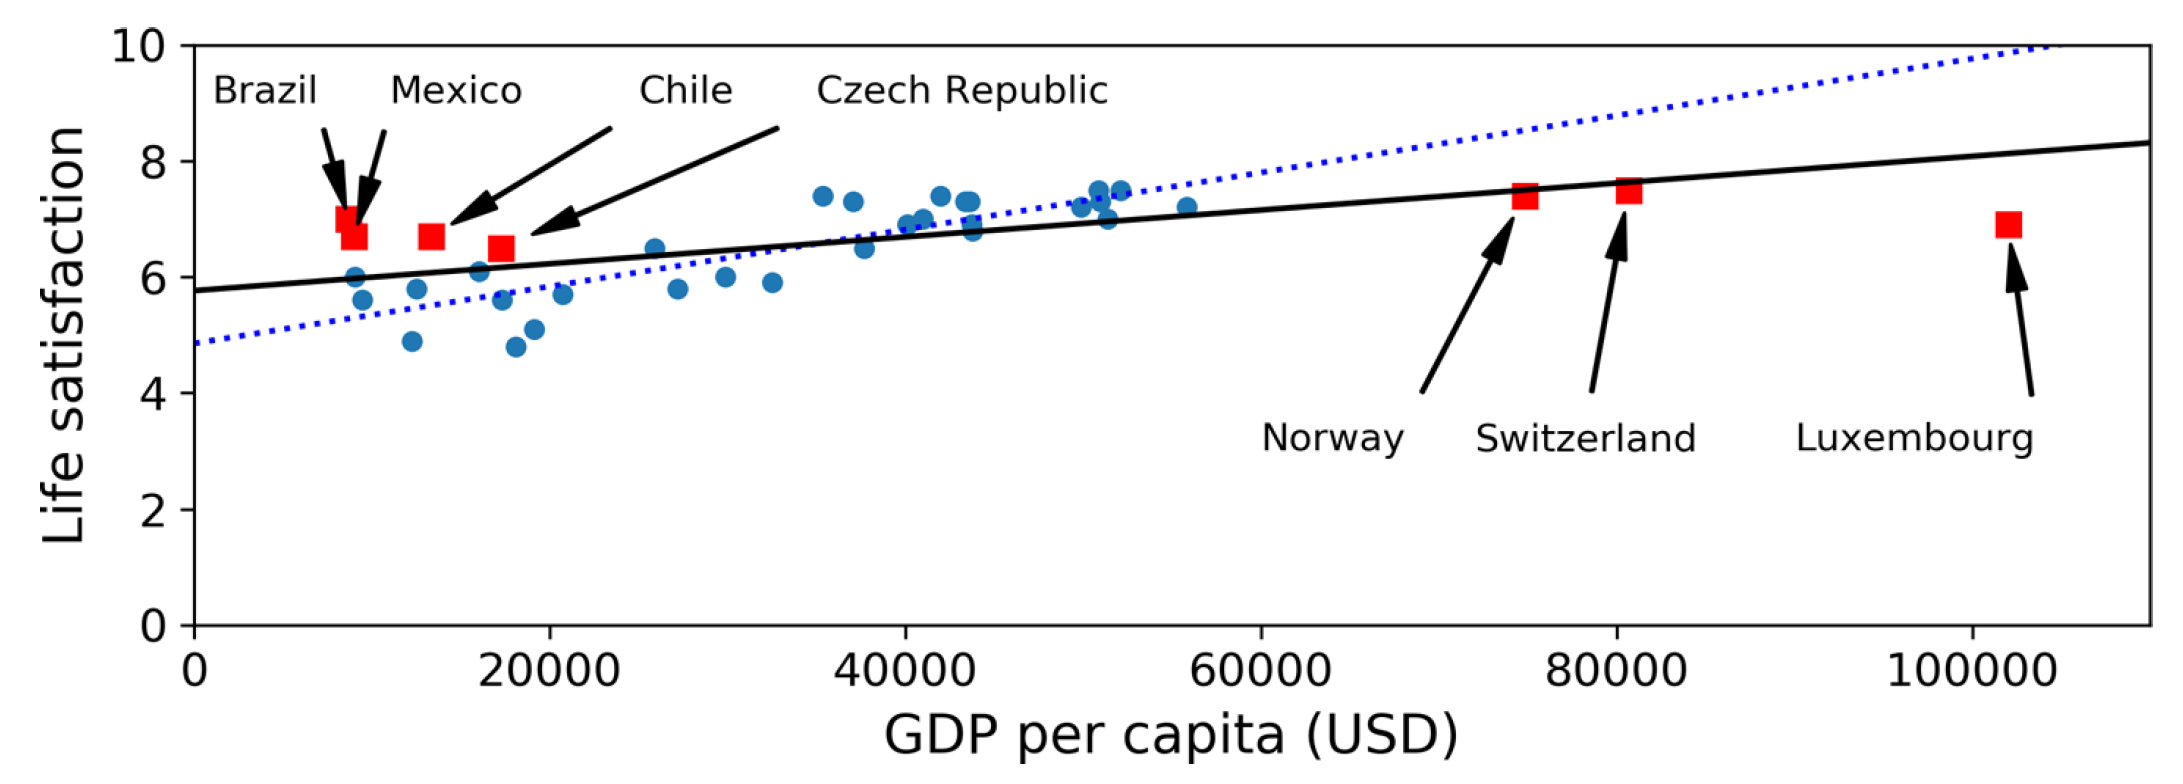 10
Brazil Mexico Chile Czech Republic
8
6
4
Norway Switzerland Luxembourg
2
0
0 20000 40000 60000 80000 100000
GDP per capita (USD)
Life satisfaction